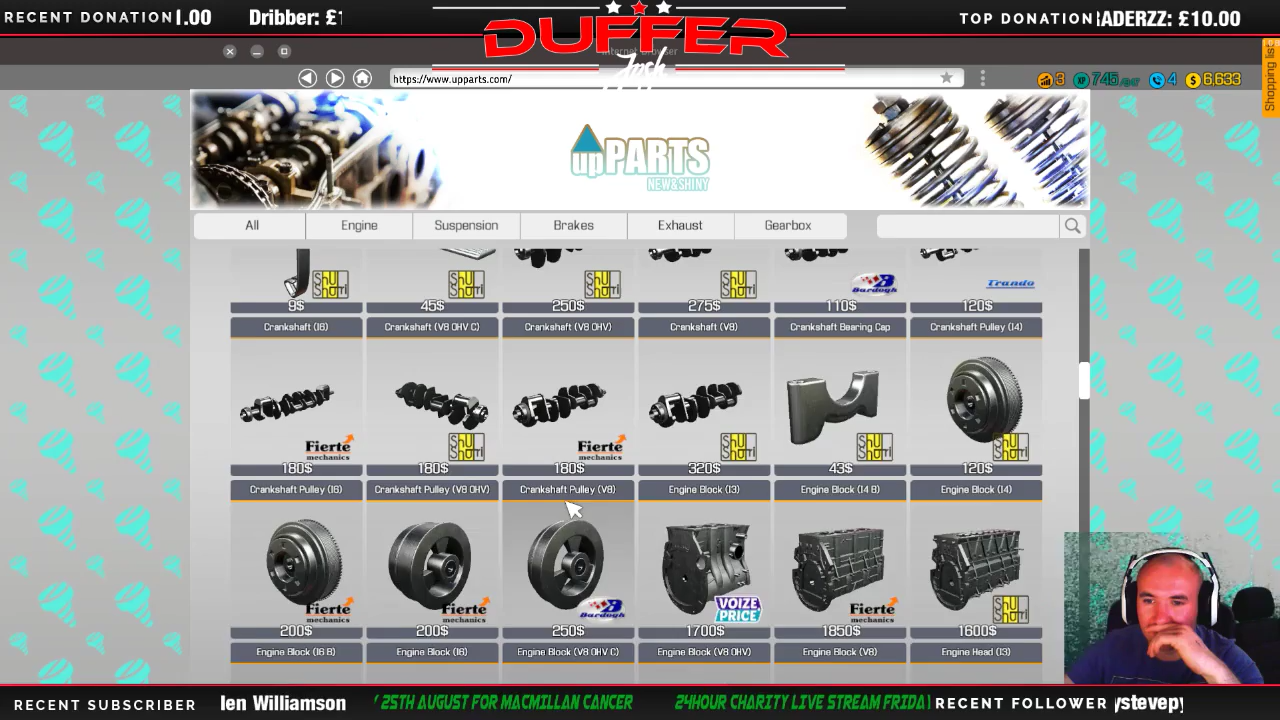 RECENT DONATION 1.00 Dribber: £1
DUFFER
Josh
TOP DONATION ADERZZ: £10.00
https://www.upparts.com/
3 745 4 $ 6,633
Shopping list
upPARTS
NEW&SHINY
All Engine Suspension Brakes Exhaust Gearbox
9$ 45$ 250$ 275$ 110$ 120$
Crankshaft (I6) Crankshaft (V8 OHV C) Crankshaft (V8 OHV) Crankshaft (V8) Crankshaft Bearing Cap Crankshaft Pulley (I4)
180$ 180$ 180$ 320$ 43$ 120$
Crankshaft Pulley (I6) Crankshaft Pulley (V8 OHV) Crankshaft Pulley (V8) Engine Block (I3) Engine Block (I4 B) Engine Block (I4)
200$ 200$ 250$ 1700$ 1850$ 1600$
Engine Block (I6 B) Engine Block (I6) Engine Block (V8 OHV C) Engine Block (V8 OHV) Engine Block (V8) Engine Head (I3)
RECENT SUBSCRIBER len Williamson 25TH AUGUST FOR MACMILLAN CANCER 24HOUR CHARITY LIVE STREAM FRIDA RECENT FOLLOWER ystevep